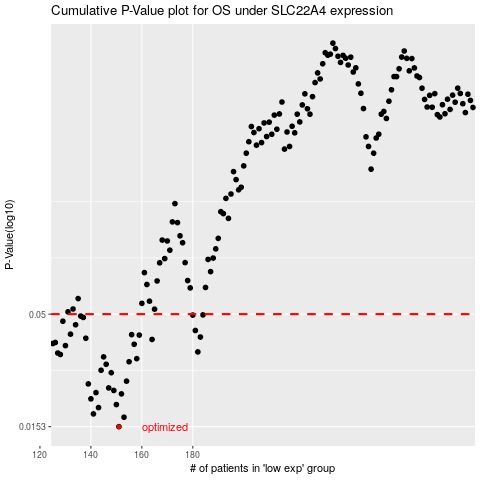 Cumulative P-Value plot for OS under SLC22A4 expression
P-Value(log10)
0.05
0.0153
optimized
120 140 160 180
# of patients in 'low exp' group